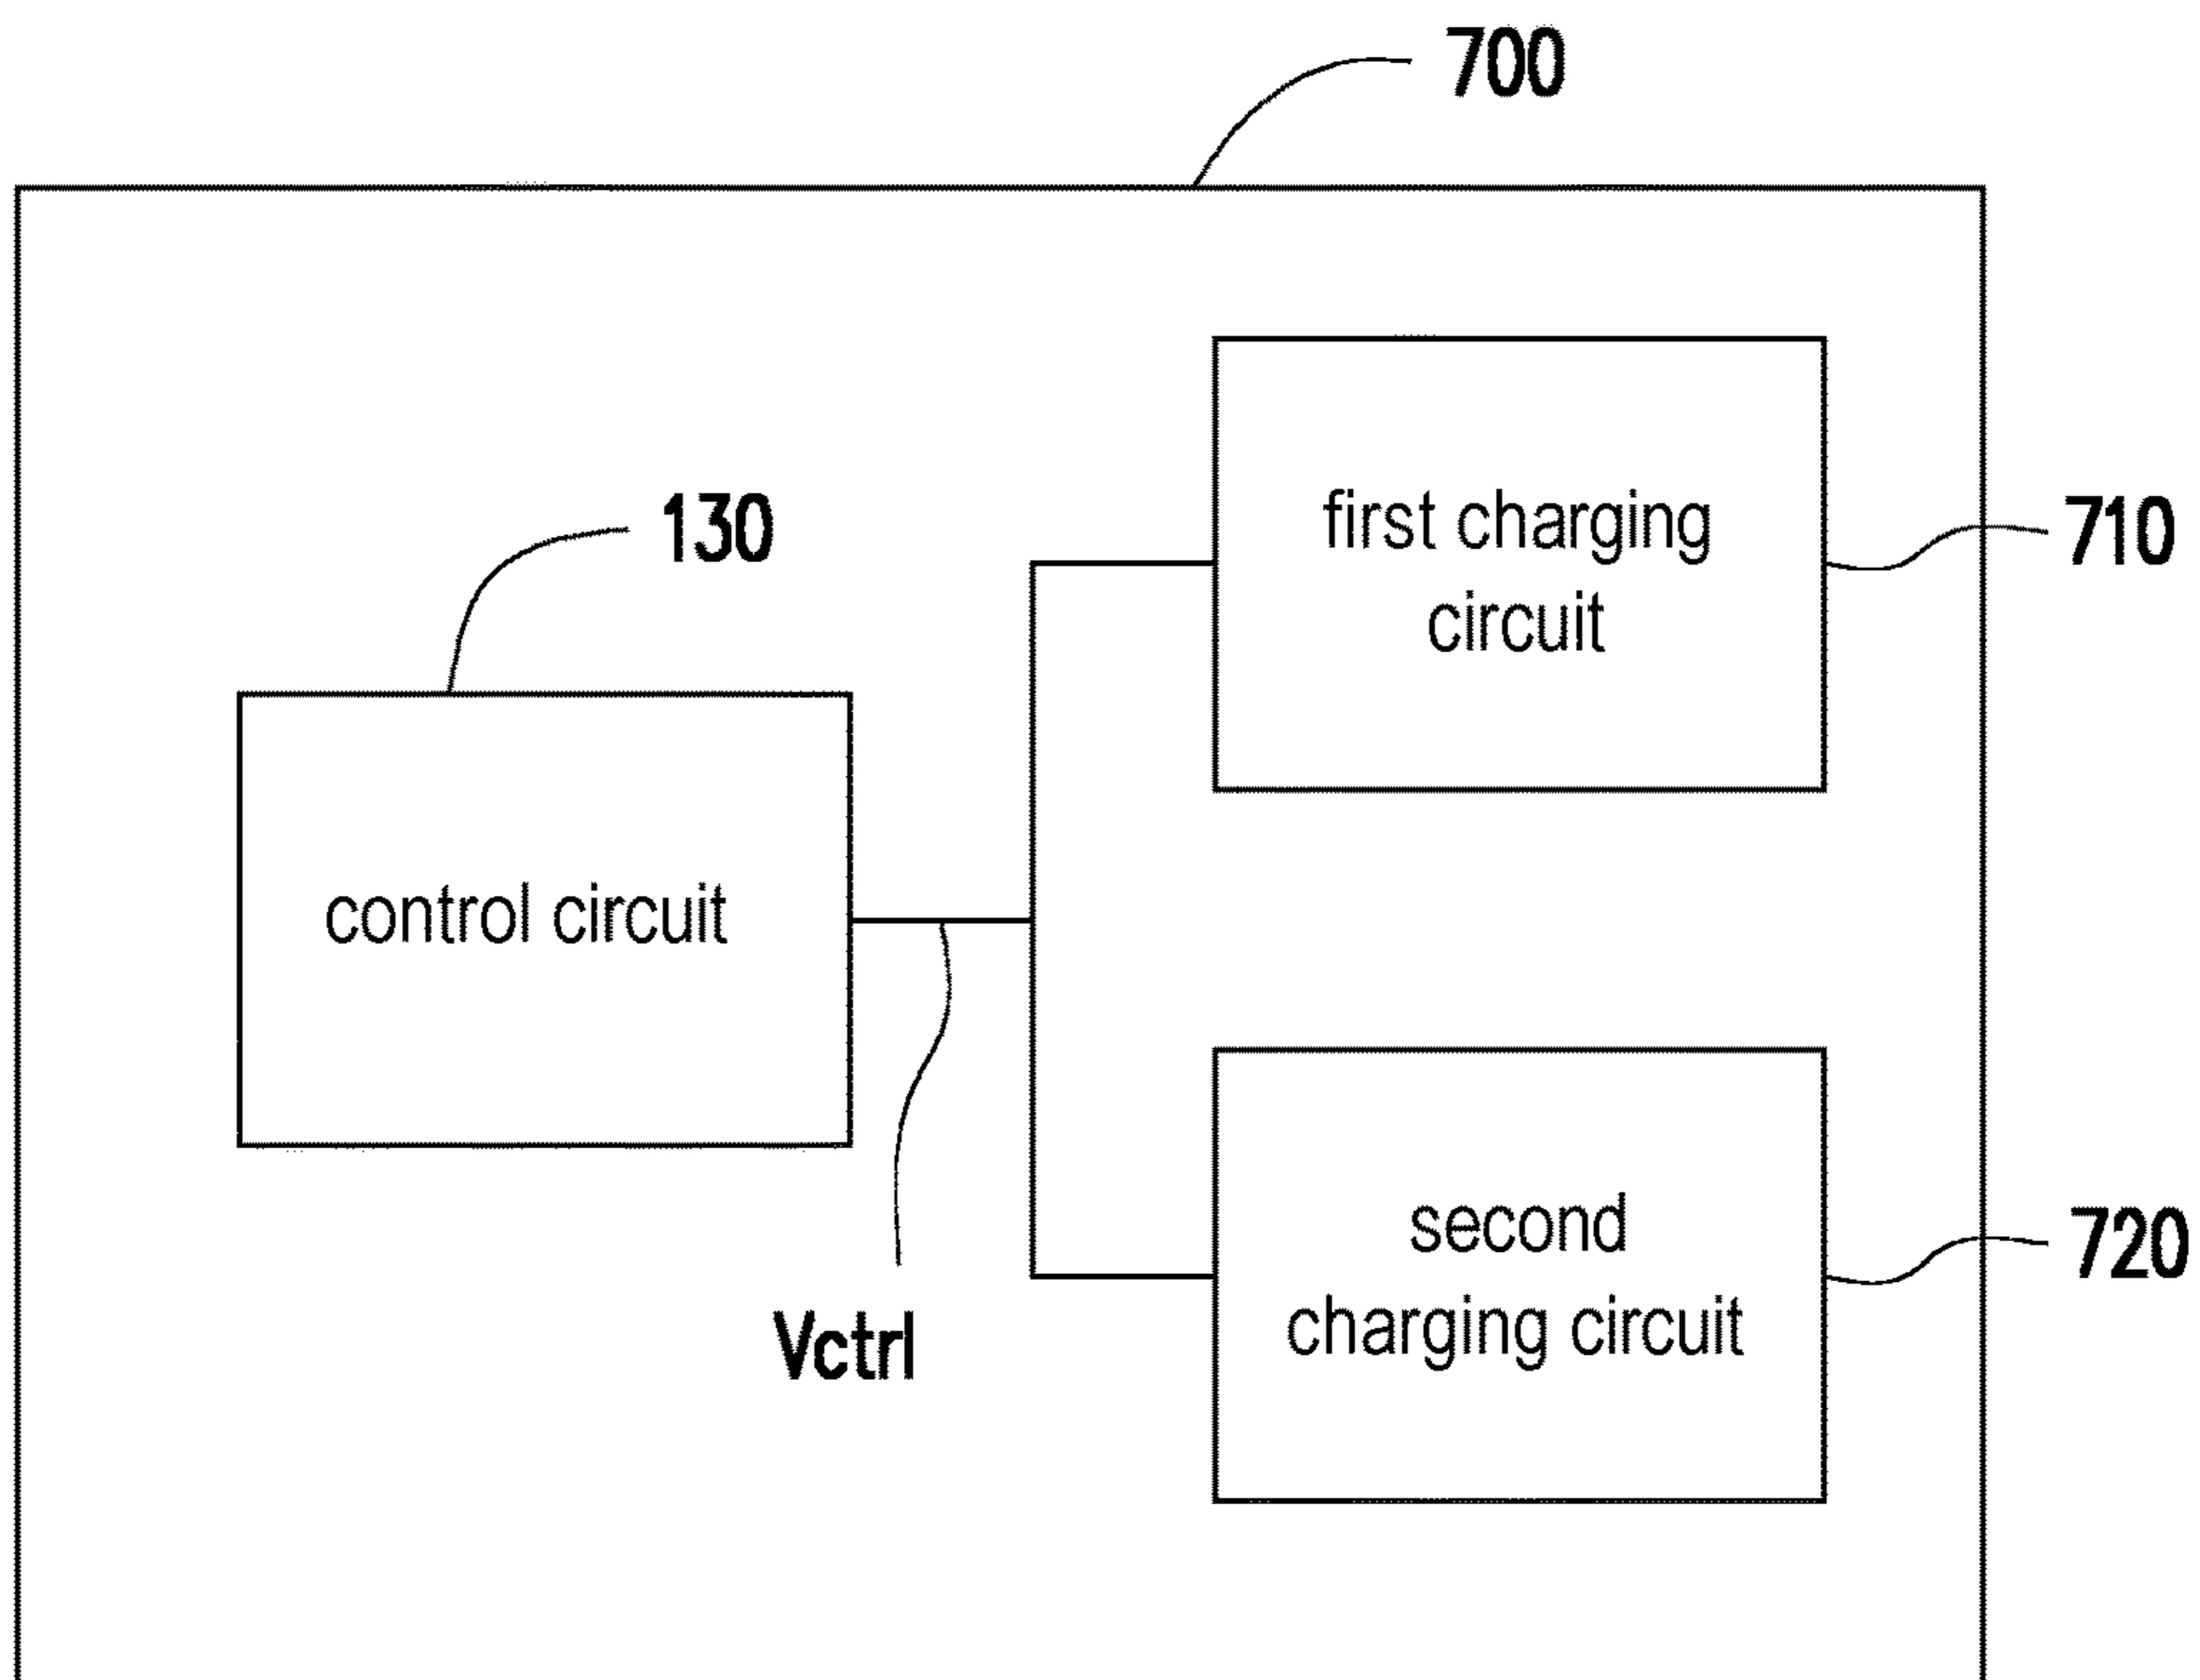 700
130
first charging
circuit
710
control circuit
second
charging circuit
720
Vctrl